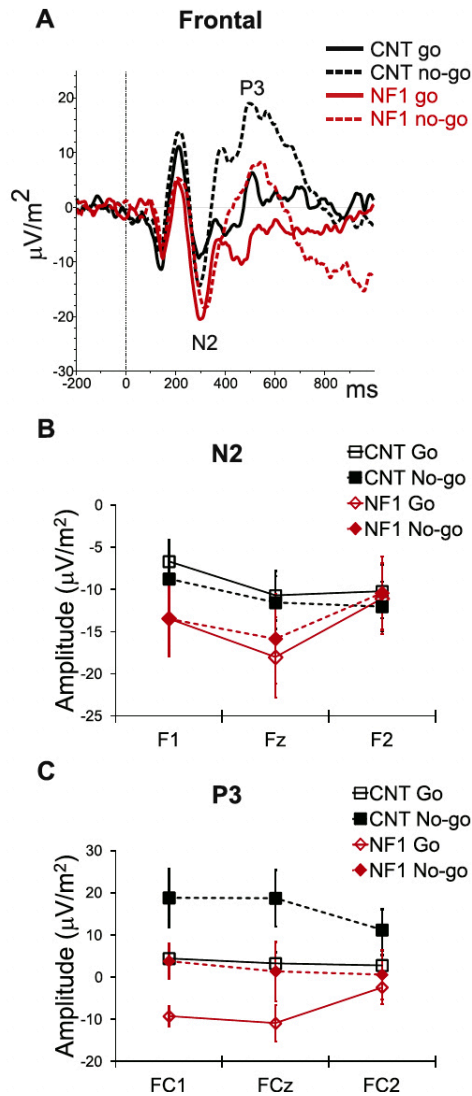 A
Frontal
CNT go
CNT no-go
NF1 go
NF1 no-go
P3
20
10
0
-10
-20
-30
μV/m²
N2
-200
0
200
400
600
800
ms
B
N2
CNT Go
CNT No-go
NF1 Go
NF1 No-go
0
-5
-10
-15
-20
-25
Amplitude (μV/m²)
F1
Fz
F2
C
P3
CNT Go
CNT No-go
NF1 Go
NF1 No-go
30
20
10
0
-10
-20
Amplitude (μV/m²)
FC1
FCz
FC2